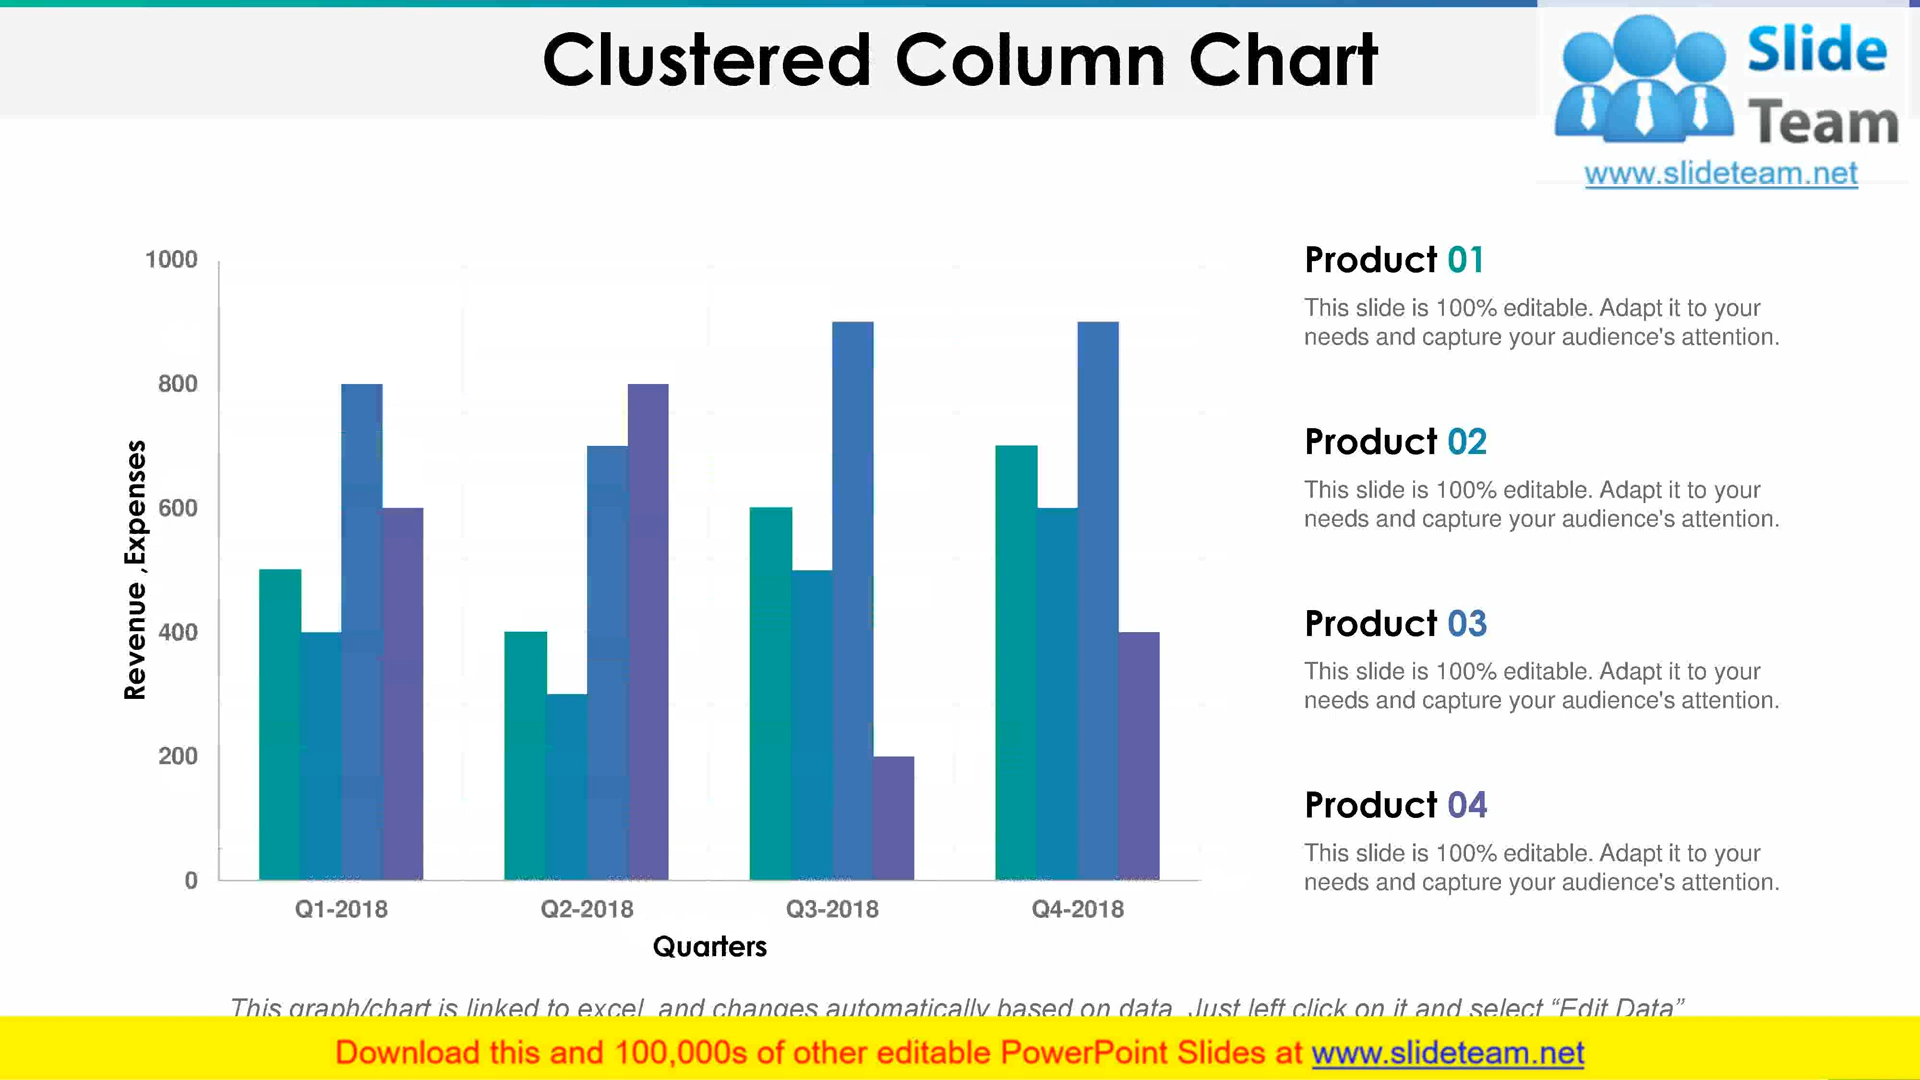 Clustered Column Chart
Slide
Team
www.slideteam.net
1000
800
600
400
200
0
Revenue ,Expenses
Q1-2018 Q2-2018 Q3-2018 Q4-2018
Quarters
Product 01
This slide is 100% editable. Adapt it to your
needs and capture your audience's attention.
Product 02
This slide is 100% editable. Adapt it to your
needs and capture your audience's attention.
Product 03
This slide is 100% editable. Adapt it to your
needs and capture your audience's attention.
Product 04
This slide is 100% editable. Adapt it to your
needs and capture your audience's attention.
This graph/chart is linked to excel, and changes automatically based on data. Just left click on it and select “Edit Data”
Download this and 100,000s of other editable PowerPoint Slides at www.slideteam.net